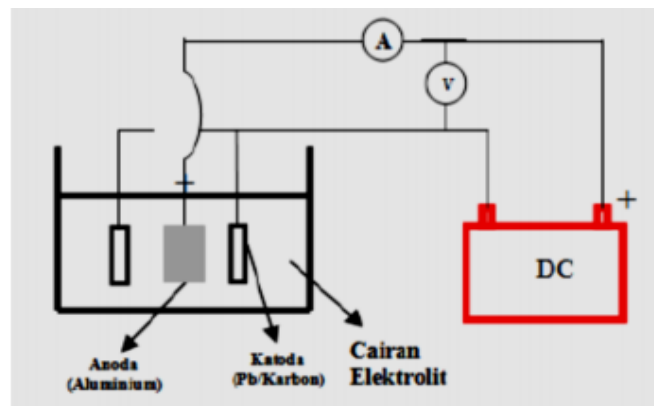 A
V
+
+
DC
Anoda
(Aluminium)
Katoda
(Pb/Karbon)
Cairan
Elektrolit